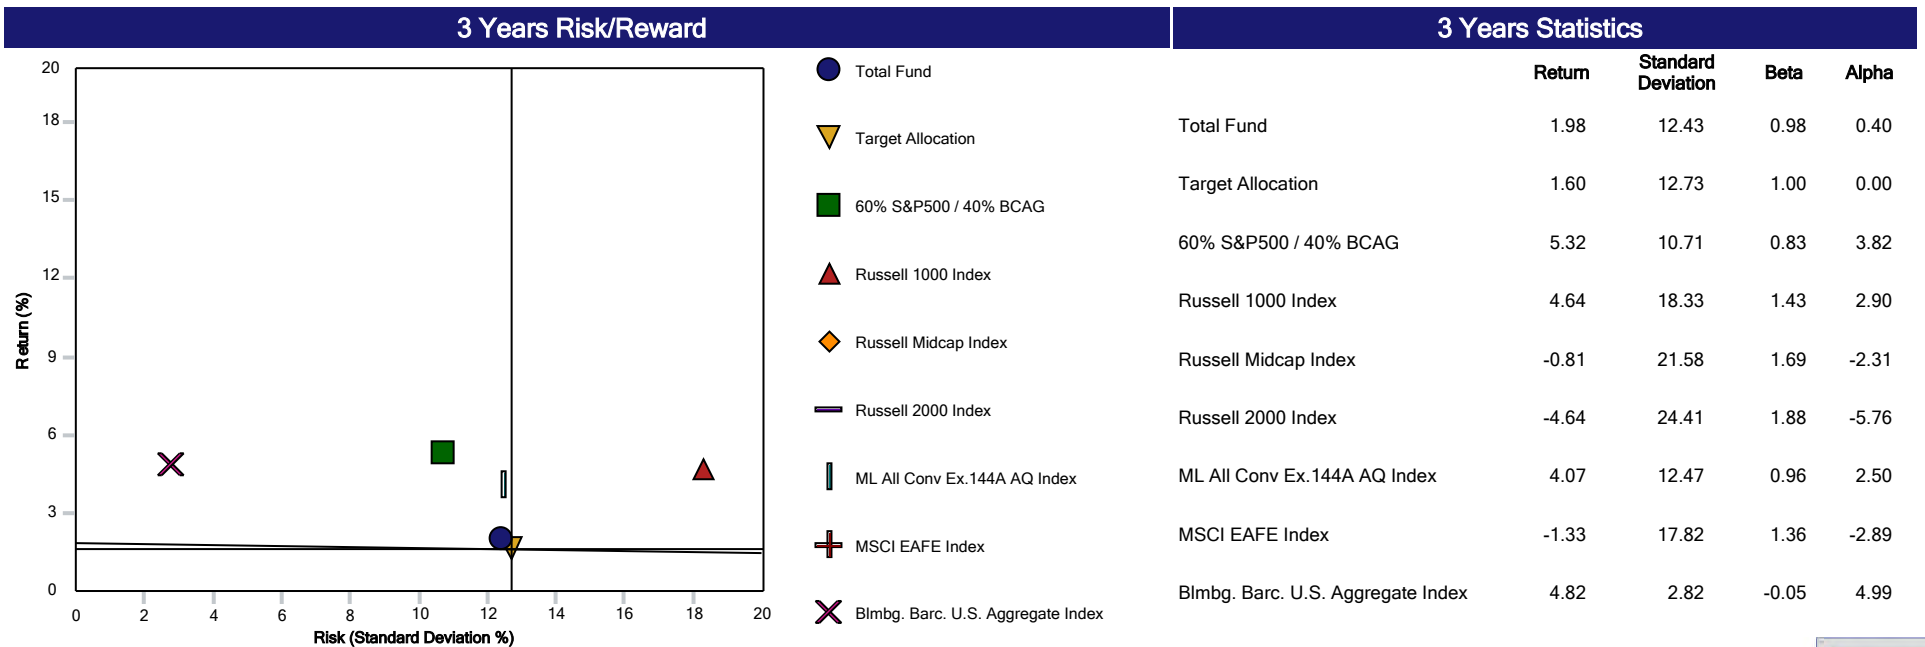 3 Years Risk/Reward
20
18
15
12
9
6
3
0
Return (%)
0 2 4 6 8 10 12 14 16 18 20
Risk (Standard Deviation %)
Total Fund
Target Allocation
60% S&P500 / 40% BCAG
Russell 1000 Index
Russell Midcap Index
Russell 2000 Index
ML All Conv Ex.144A AQ Index
MSCI EAFE Index
Blmbg. Barc. U.S. Aggregate Index
3 Years Statistics
Return Standard Deviation Beta Alpha
Total Fund 1.98 12.43 0.98 0.40
Target Allocation 1.60 12.73 1.00 0.00
60% S&P500 / 40% BCAG 5.32 10.71 0.83 3.82
Russell 1000 Index 4.64 18.33 1.43 2.90
Russell Midcap Index -0.81 21.58 1.69 -2.31
Russell 2000 Index -4.64 24.41 1.88 -5.76
ML All Conv Ex.144A AQ Index 4.07 12.47 0.96 2.50
MSCI EAFE Index -1.33 17.82 1.36 -2.89
Blmbg. Barc. U.S. Aggregate Index 4.82 2.82 -0.05 4.99